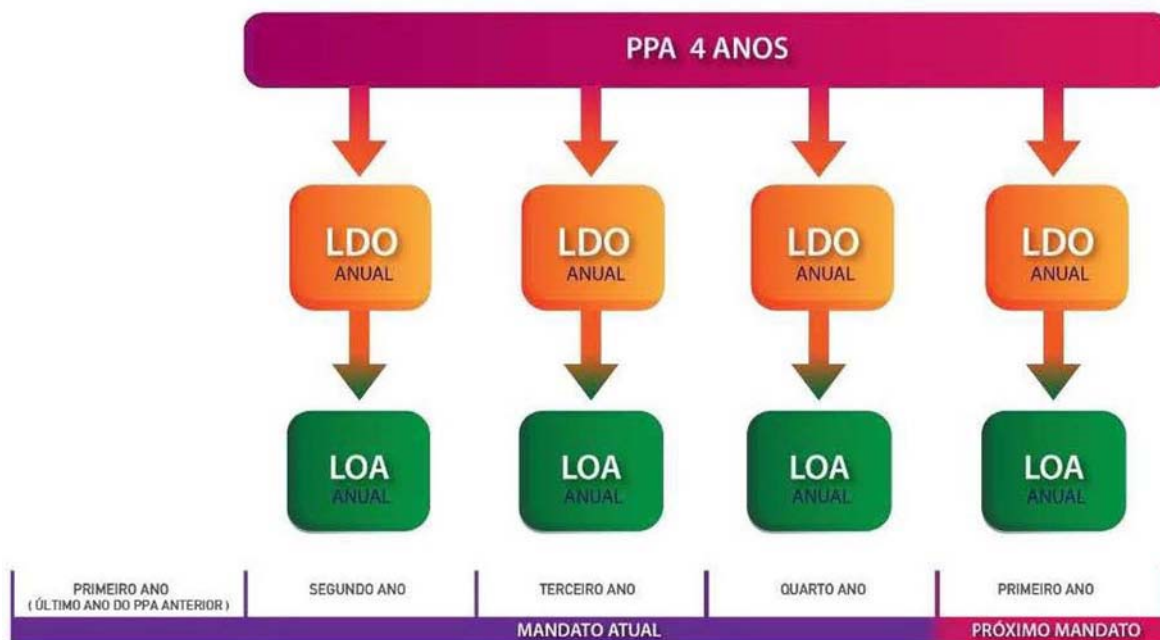 PPA 4 ANOS
LDO LDO LDO LDO
ANUAL ANUAL ANUAL ANUAL
LOA LOA LOA LOA
ANUAL ANUAL ANUAL ANUAL
PRIMEIRO ANO SEGUNDO ANO TERCEIRO ANO QUARTO ANO PRIMEIRO ANO
( ÚLTIMO ANO DO PPA ANTERIOR )
MANDATO ATUAL PRÓXIMO MANDATO